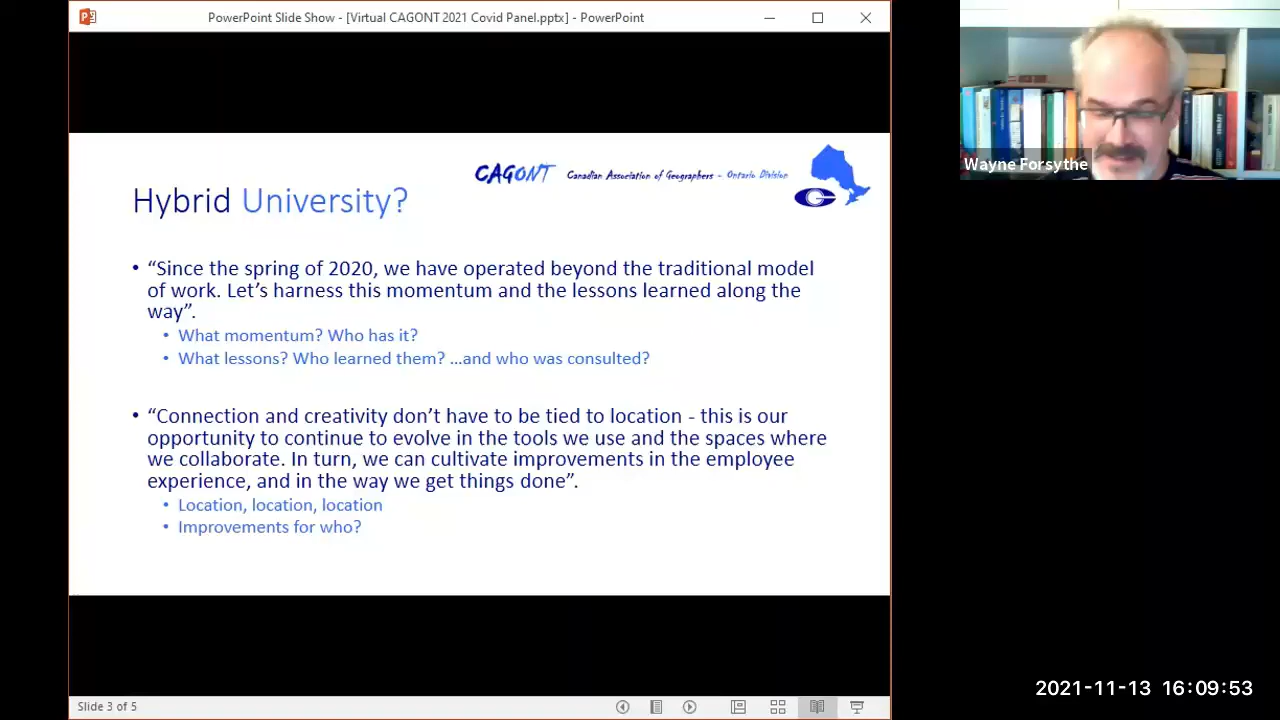 PowerPoint Slide Show - [Virtual CAGONT 2021 Covid Panel.pptx] - PowerPoint
Wayne Forsythe
CAGONT Canadian Association of Geographers - Ontario Division
Hybrid University?
• “Since the spring of 2020, we have operated beyond the traditional model
of work. Let’s harness this momentum and the lessons learned along the
way”.
• What momentum? Who has it?
• What lessons? Who learned them? …and who was consulted?
• “Connection and creativity don’t have to be tied to location - this is our
opportunity to continue to evolve in the tools we use and the spaces where
we collaborate. In turn, we can cultivate improvements in the employee
experience, and in the way we get things done”.
• Location, location, location
• Improvements for who?
2021-11-13 16:09:53
Slide 3 of 5